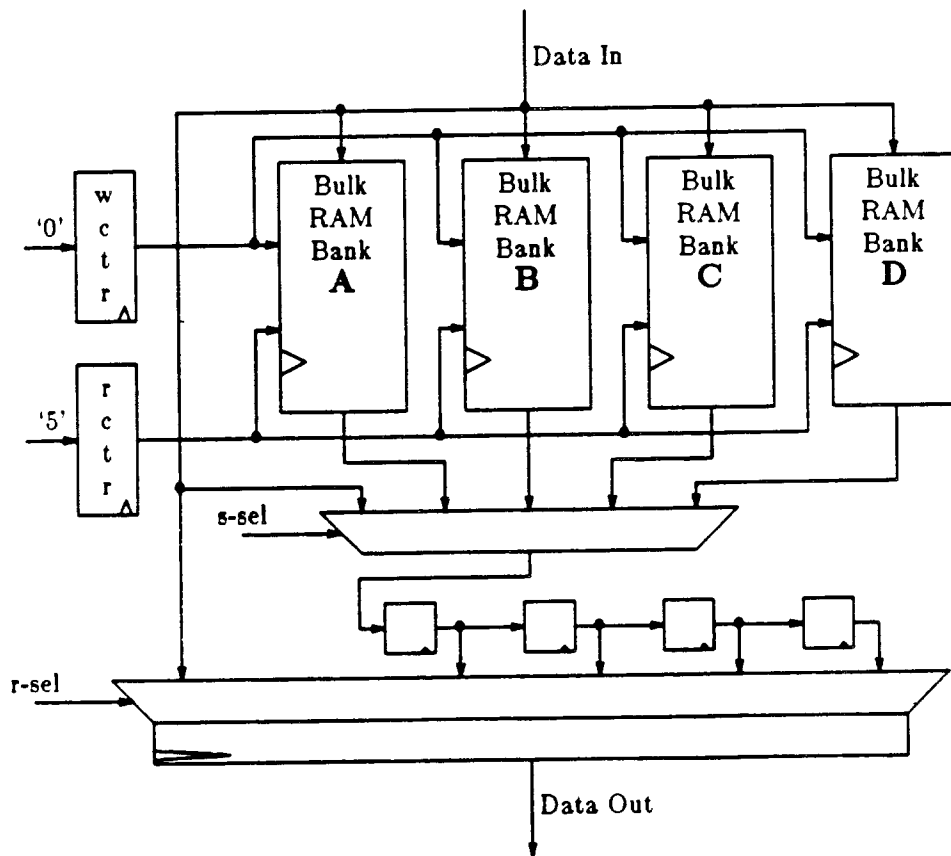 Data In
w
c
t
r
'0'
Bulk
RAM
Bank
A
Bulk
RAM
Bank
B
Bulk
RAM
Bank
C
Bulk
RAM
Bank
D
r
c
t
r
'5'
s-sel
r-sel
Data Out